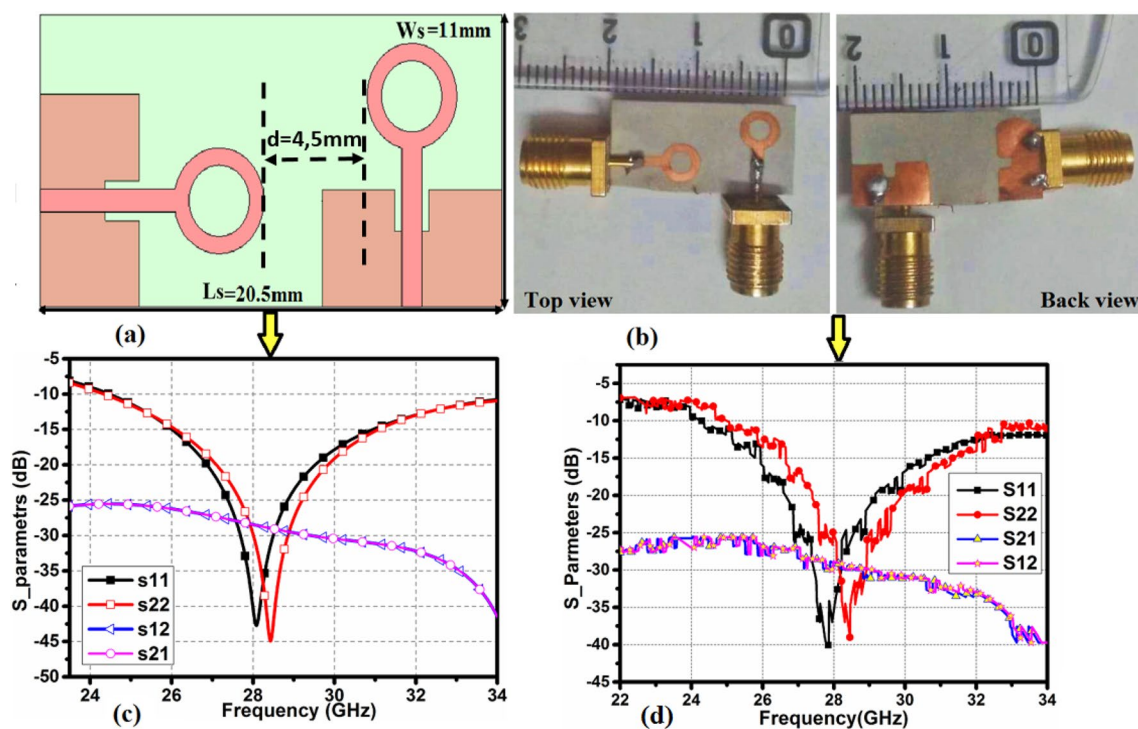 Ws=11mm
d=4,5mm
Ls=20.5mm
(a)
3 2 1 0
Top view
2 1 0
Back view
(b)
-5
-10
-15
-20
-25
-30
-35
-40
-45
-50
S_parametrs (dB)
s11
s22
s12
s21
24 26 28 30 32 34
Frequency (GHz)
(c)
-5
-10
-15
-20
-25
-30
-35
-40
-45
S_Parmeters (dB)
S11
S22
S21
S12
22 24 26 28 30 32 34
Frequency(GHz)
(d)